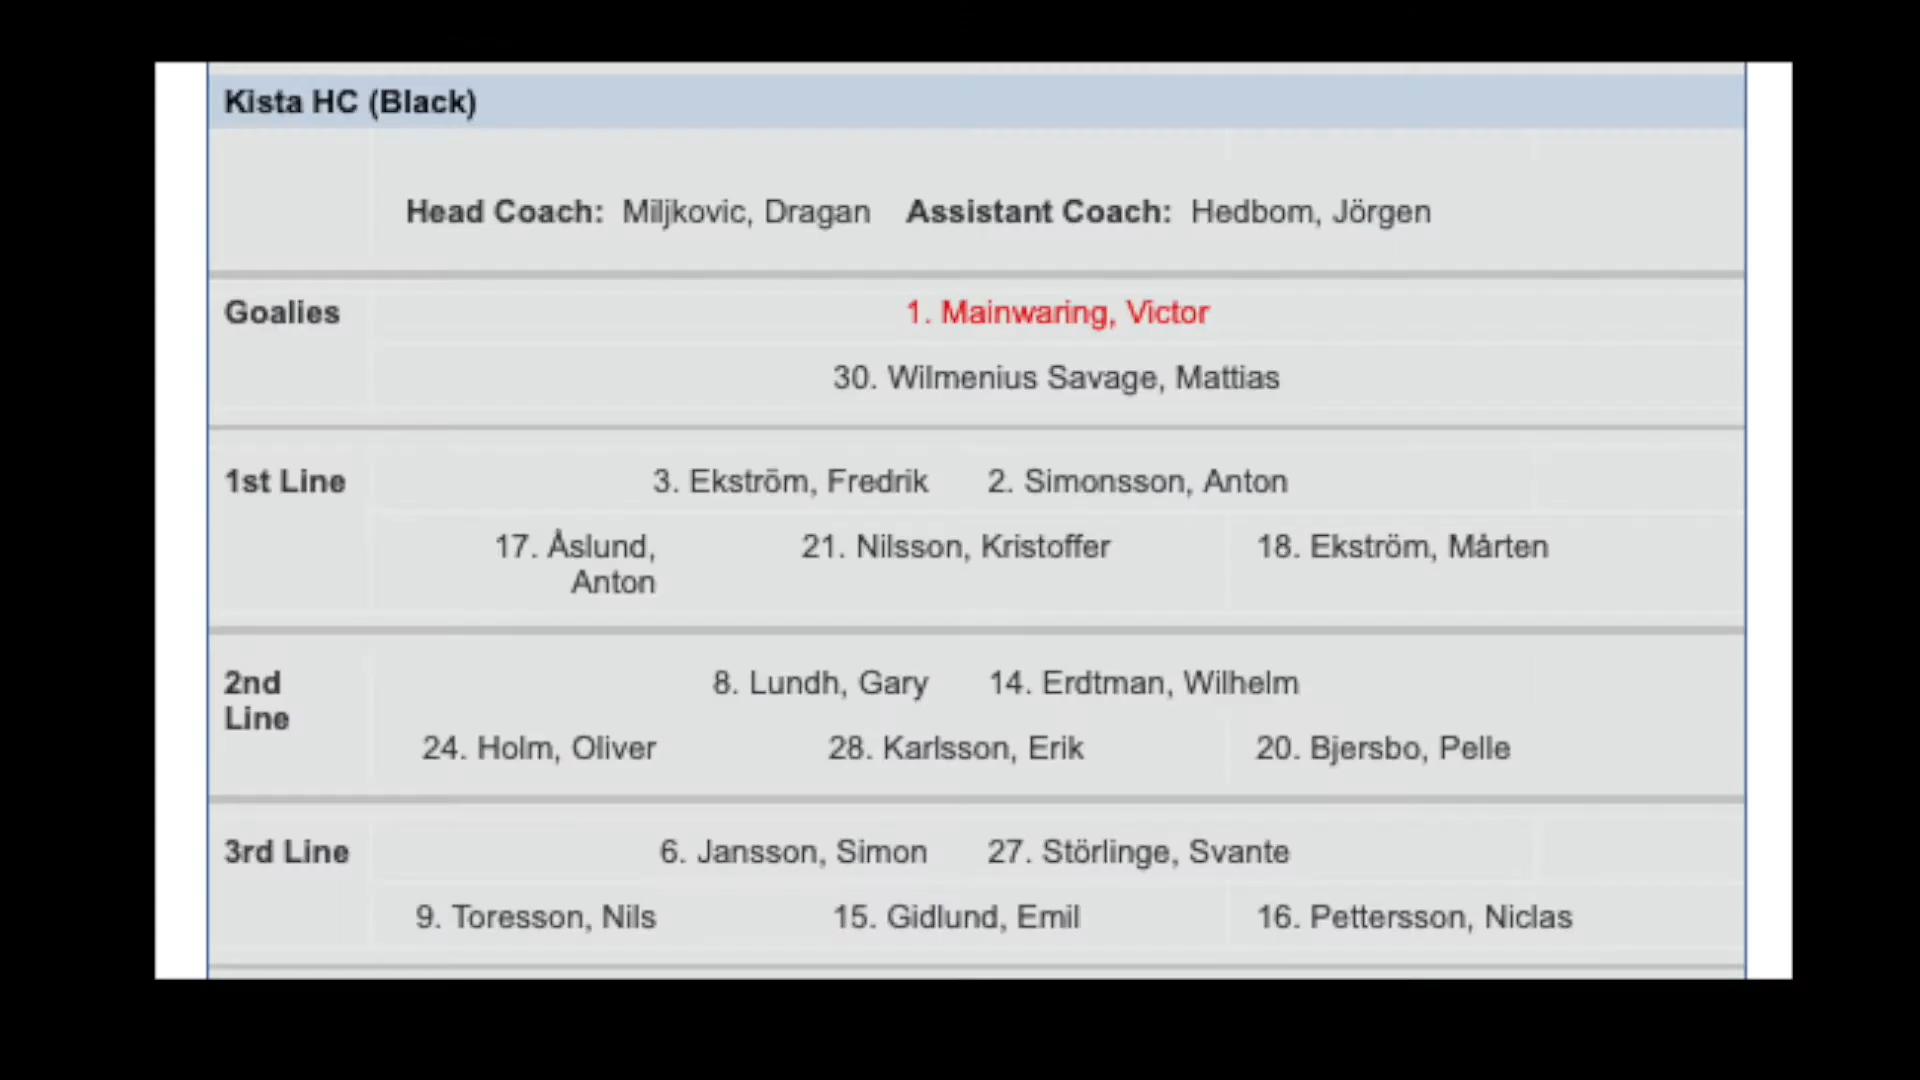 Kista HC (Black)
Head Coach: Miljkovic, Dragan Assistant Coach: Hedbom, Jörgen
Goalies 1. Mainwaring, Victor
30. Wilmenius Savage, Mattias
1st Line 3. Ekström, Fredrik 2. Simonsson, Anton
17. Åslund, 21. Nilsson, Kristoffer 18. Ekström, Mårten
Anton
2nd 8. Lundh, Gary 14. Erdtman, Wilhelm
Line
24. Holm, Oliver 28. Karlsson, Erik 20. Bjersbo, Pelle
3rd Line 6. Jansson, Simon 27. Störlinge, Svante
9. Toresson, Nils 15. Gidlund, Emil 16. Pettersson, Niclas